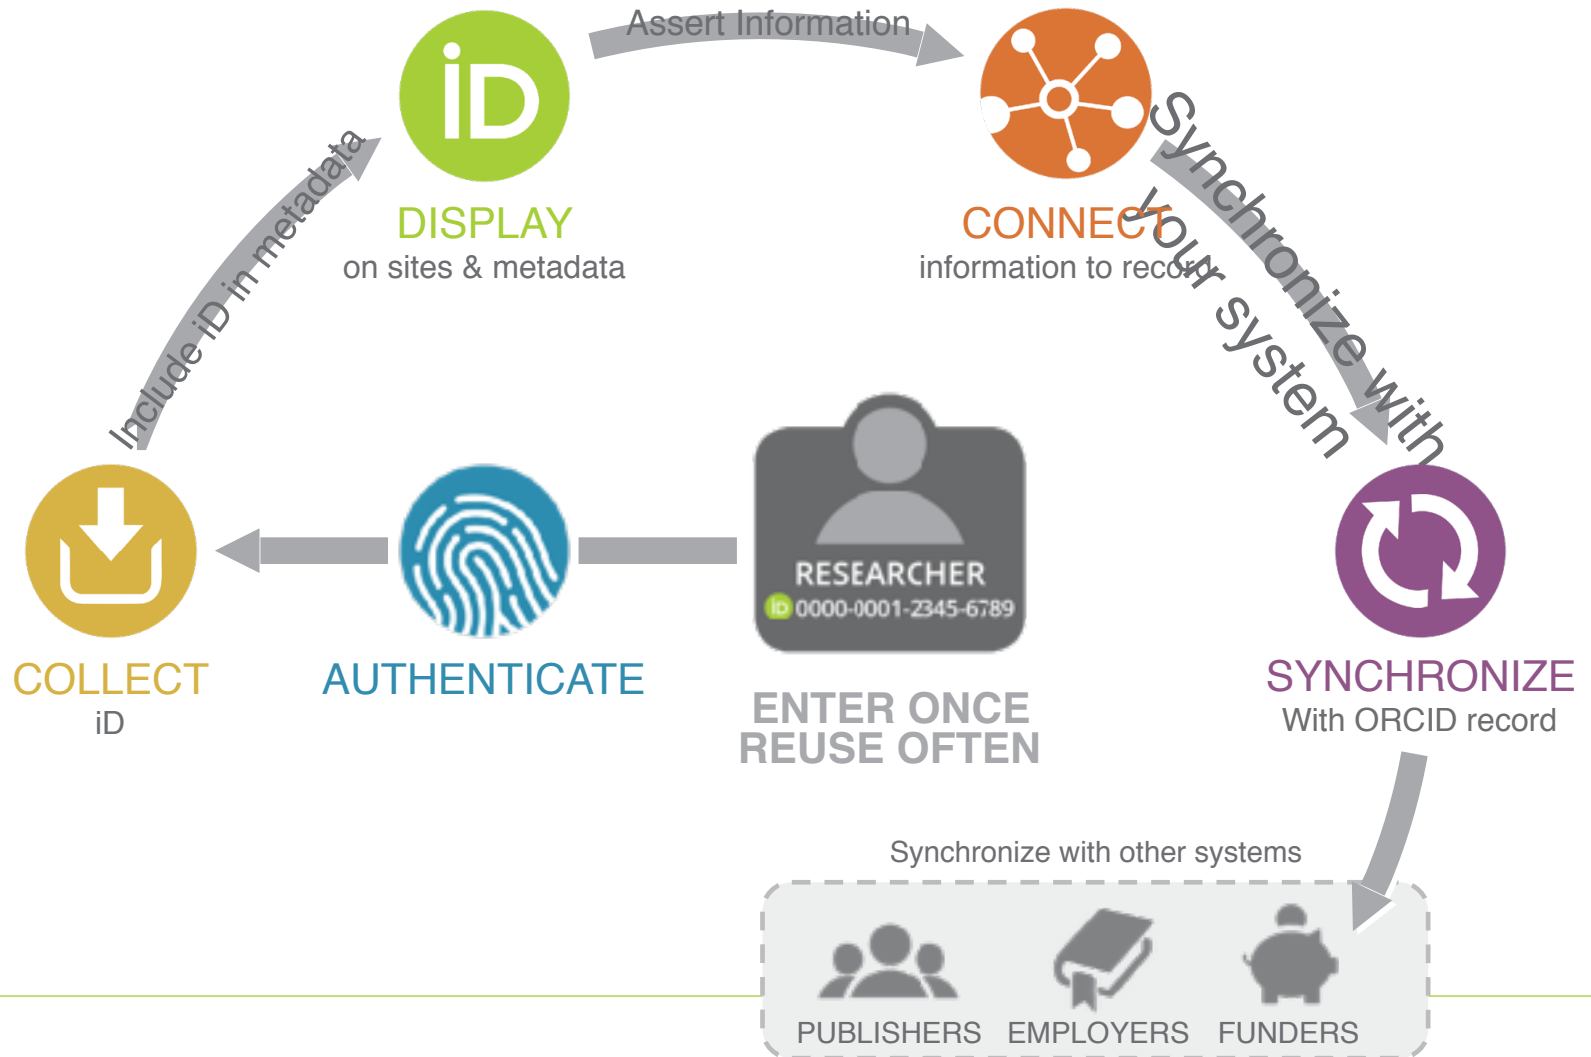 Assert Information
iD
Include iD in metadata
DISPLAY
on sites & metadata
CONNECT
information to record
Synchronize with
your system
RESEARCHER
iD 0000-0001-2345-6789
COLLECT
iD
AUTHENTICATE
ENTER ONCE
REUSE OFTEN
SYNCHRONIZE
With ORCID record
Synchronize with other systems
PUBLISHERS
EMPLOYERS
FUNDERS